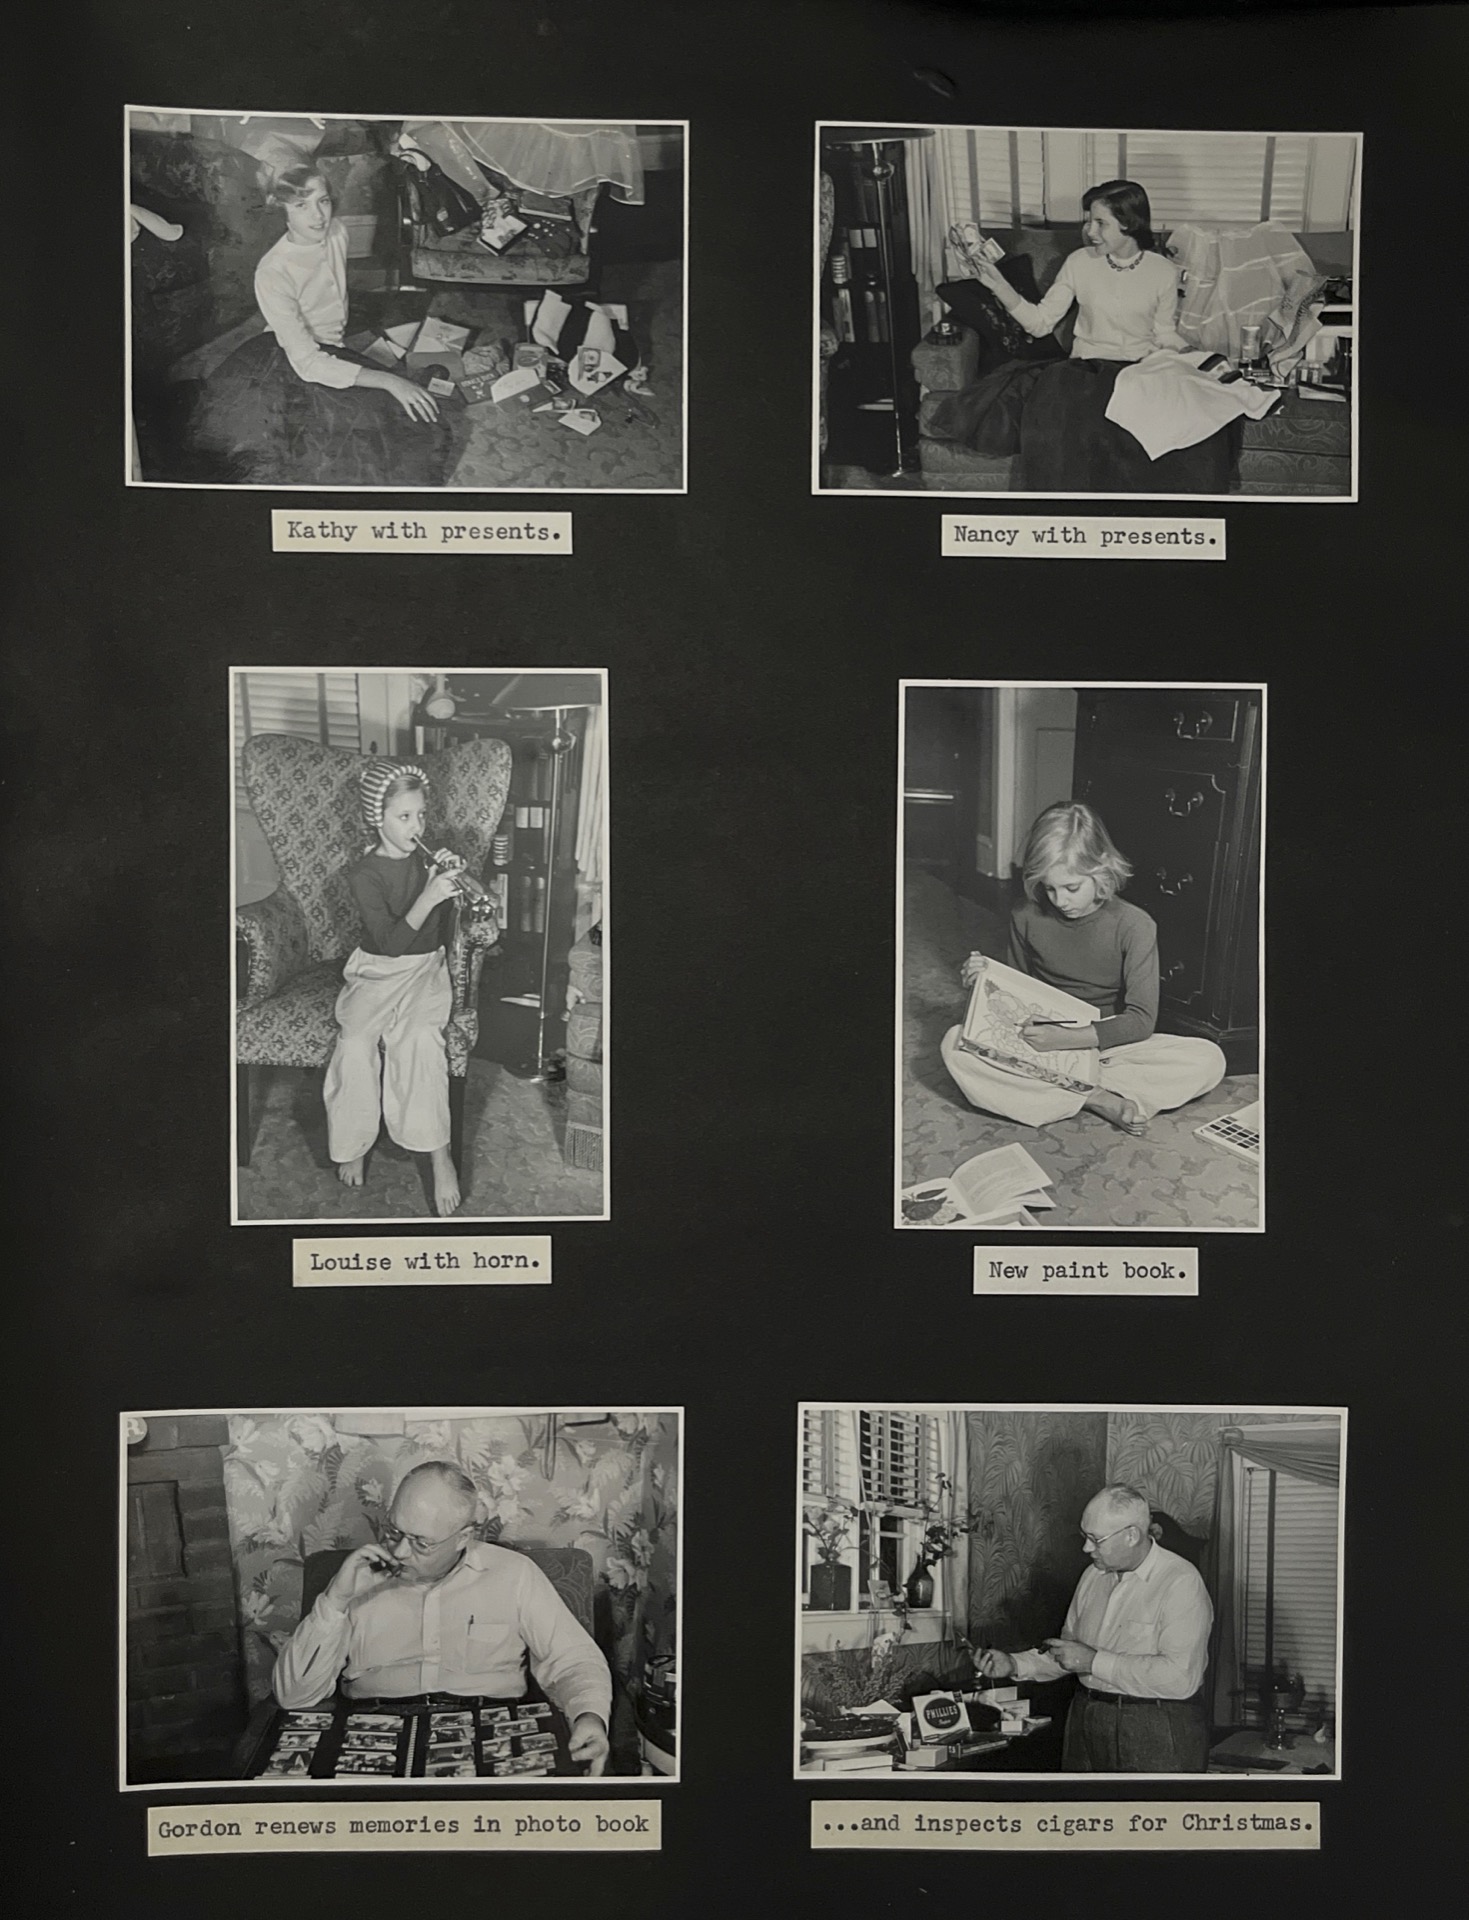 Kathy with presents.
Nancy with presents.
Louise with horn.
New paint book.
Gordon renews memories in photo book
PHILLIES
...and inspects cigars for Christmas.